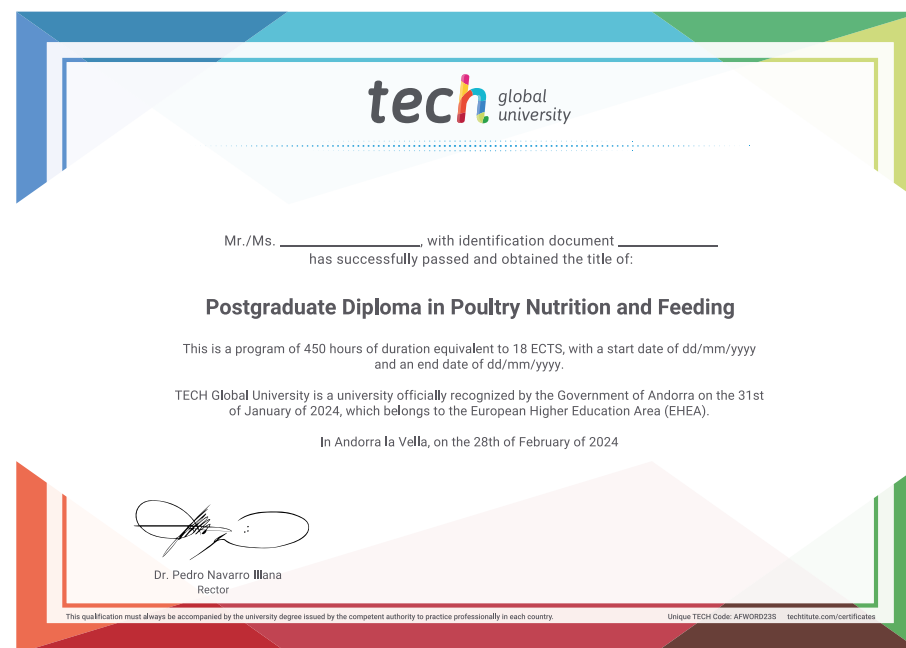 tech global university
Mr./Ms. ____________________, with identification document ______________
has successfully passed and obtained the title of:
Postgraduate Diploma in Poultry Nutrition and Feeding
This is a program of 450 hours of duration equivalent to 18 ECTS, with a start date of dd/mm/yyyy
and an end date of dd/mm/yyyy.
TECH Global University is a university officially recognized by the Government of Andorra on the 31st
of January of 2024, which belongs to the European Higher Education Area (EHEA).
In Andorra la Vella, on the 28th of February of 2024
Dr. Pedro Navarro Illana
Rector
This qualification must always be accompanied by the university degree issued by the competent authority to practice professionally in each country.
Unique TECH Code: AFWORD23S techtitute.com/certificates